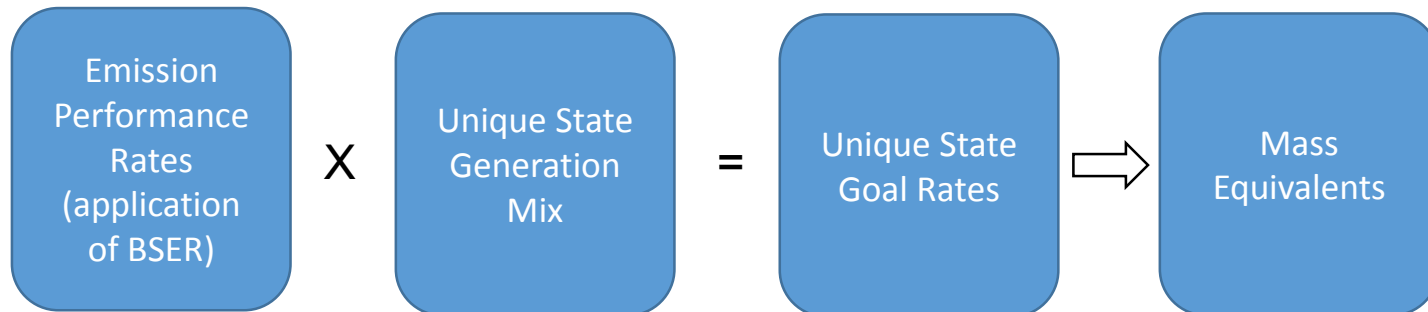 Emission
Performance
Rates
(application
of BSER)
X
Unique State
Generation
Mix
=
Unique State
Goal Rates
Mass
Equivalents